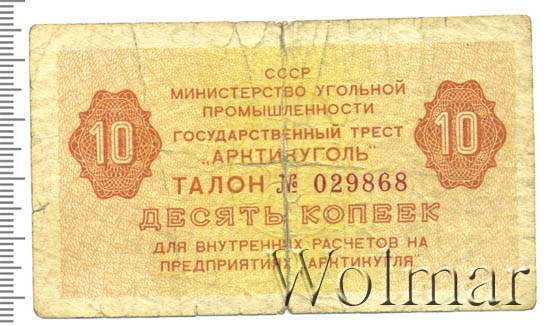 СССР
МИНИСТЕРСТВО УГОЛЬНОЙ
ПРОМЫШЛЕННОСТИ
ГОСУДАРСТВЕННЫЙ ТРЕСТ
„АРКТИКУГОЛЬ"
10 10
ТАЛОН № 029868
ДЕСЯТЬ КОПЕЕК
ДЛЯ ВНУТРЕННИХ РАСЧЕТОВ НА
ПРЕДПРИЯТИЯХ „АРКТИКУГЛЯ"
Wolmar